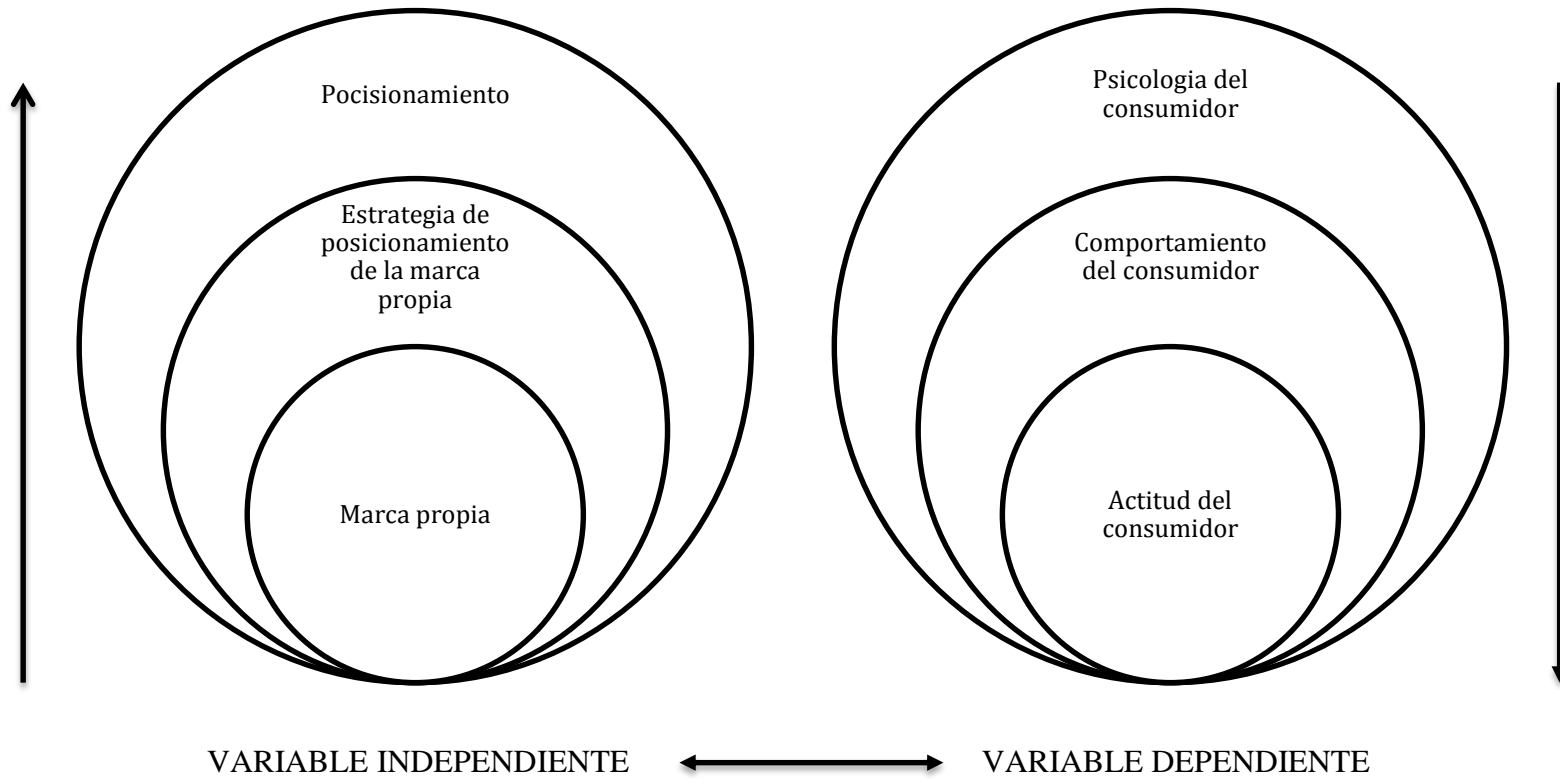 Pocisionamiento
Estrategia de
posicionamiento
de la marca
propia
Marca propia
Psicologia del
consumidor
Comportamiento
del consumidor
Actitud del
consumidor
VARIABLE INDEPENDIENTE
VARIABLE DEPENDIENTE